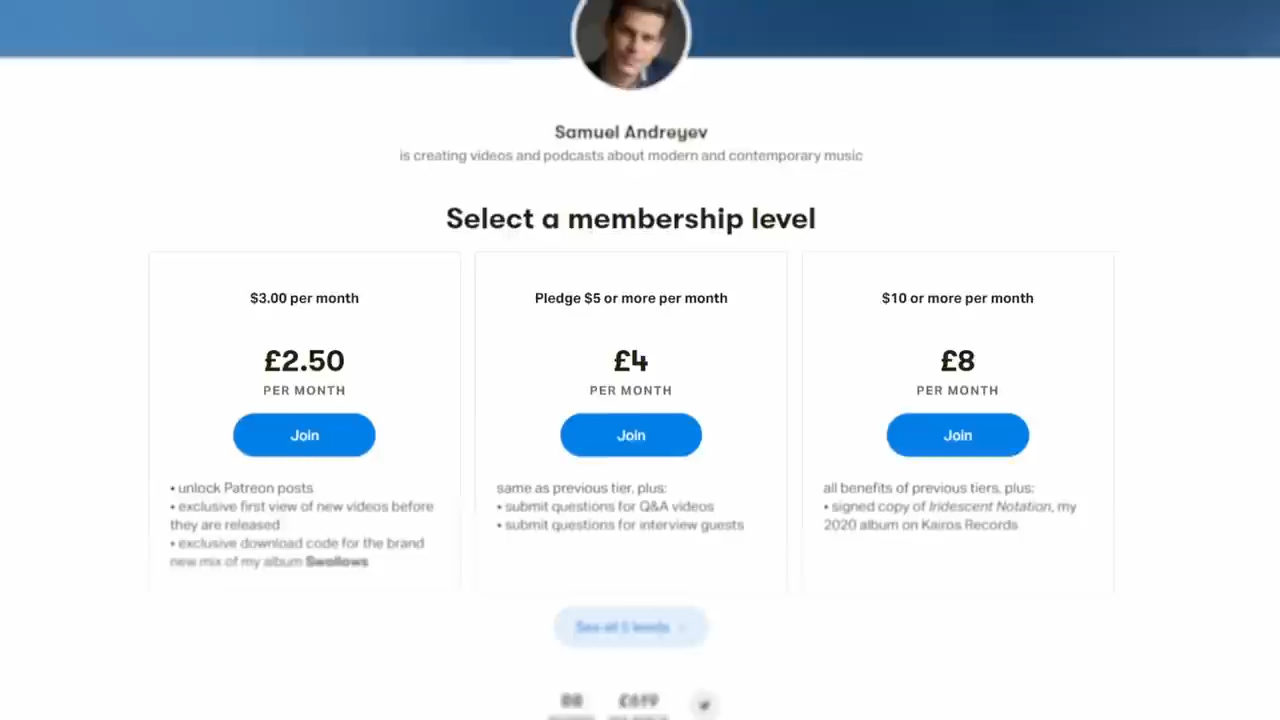 Samuel Andreyev
is creating videos and podcasts about modern and contemporary music
Select a membership level
$3.00 per month
£2.50
PER MONTH
Join
• unlock Patreon posts
• exclusive first view of new videos before
they are released
• exclusive download code for the brand
new mix of my album Swallows
Pledge $5 or more per month
£4
PER MONTH
Join
same as previous tier, plus:
• submit questions for Q&A videos
• submit questions for interview guests
$10 or more per month
£8
PER MONTH
Join
all benefits of previous tiers, plus:
• signed copy of Iridescent Notation, my
2020 album on Kairos Records
See all 5 levels